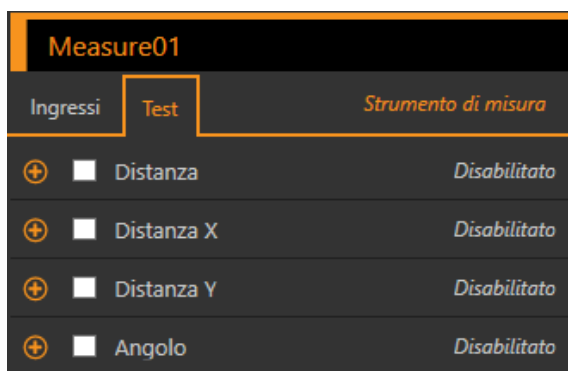 Measure01
Ingressi Test Strumento di misura
Distanza Disabilitato
Distanza X Disabilitato
Distanza Y Disabilitato
Angolo Disabilitato